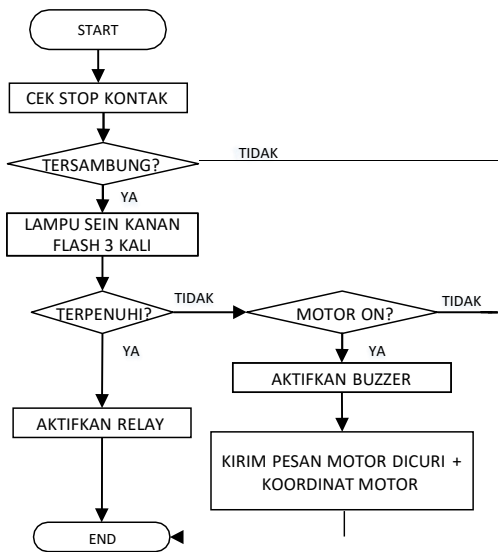 START
CEK STOP KONTAK
TERSAMBUNG?
TIDAK
YA
LAMPU SEIN KANAN
FLASH 3 KALI
TERPENUHI?
TIDAK
MOTOR ON?
TIDAK
YA
YA
AKTIFKAN BUZZER
AKTIFKAN RELAY
KIRIM PESAN MOTOR DICURI +
KOORDINAT MOTOR
END